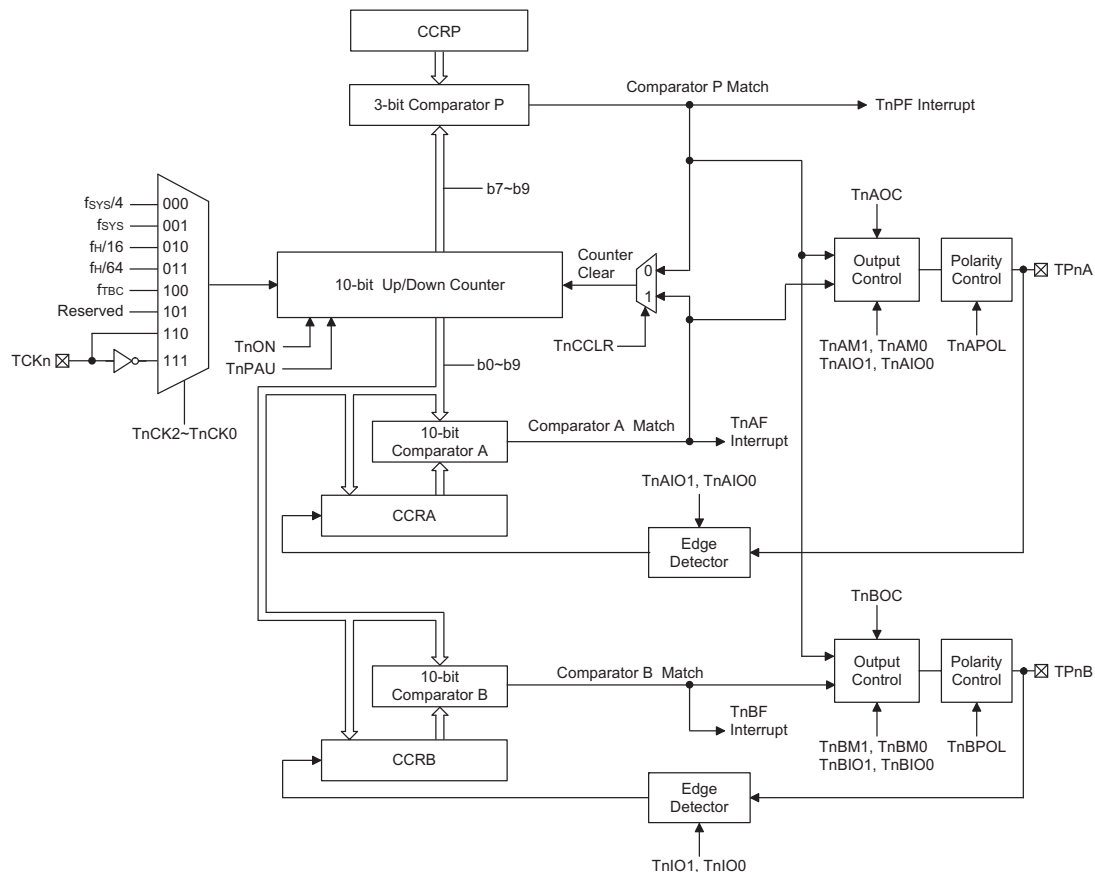 CCRP
3-bit Comparator P
Comparator P Match
TnPF Interrupt
b7~b9
fSYS/4
000
fSYS
001
fH/16
010
fH/64
011
fTBC
100
Reserved
101
110
TCKn
111
TnCK2~TnCK0
10-bit Up/Down Counter
TnON
TnPAU
Counter
Clear
0
1
TnCCLR
b0~b9
TnAOC
Output
Control
Polarity
Control
TPnA
TnAM1, TnAM0
TnAIO1, TnAIO0
TnAPOL
10-bit
Comparator A
Comparator A Match
TnAF
Interrupt
CCRA
TnAIO1, TnAIO0
Edge
Detector
TnBOC
Output
Control
Polarity
Control
TPnB
TnBM1, TnBM0
TnBIO1, TnBIO0
TnBPOL
10-bit
Comparator B
Comparator B Match
TnBF
Interrupt
CCRB
Edge
Detector
TnIO1, TnIO0